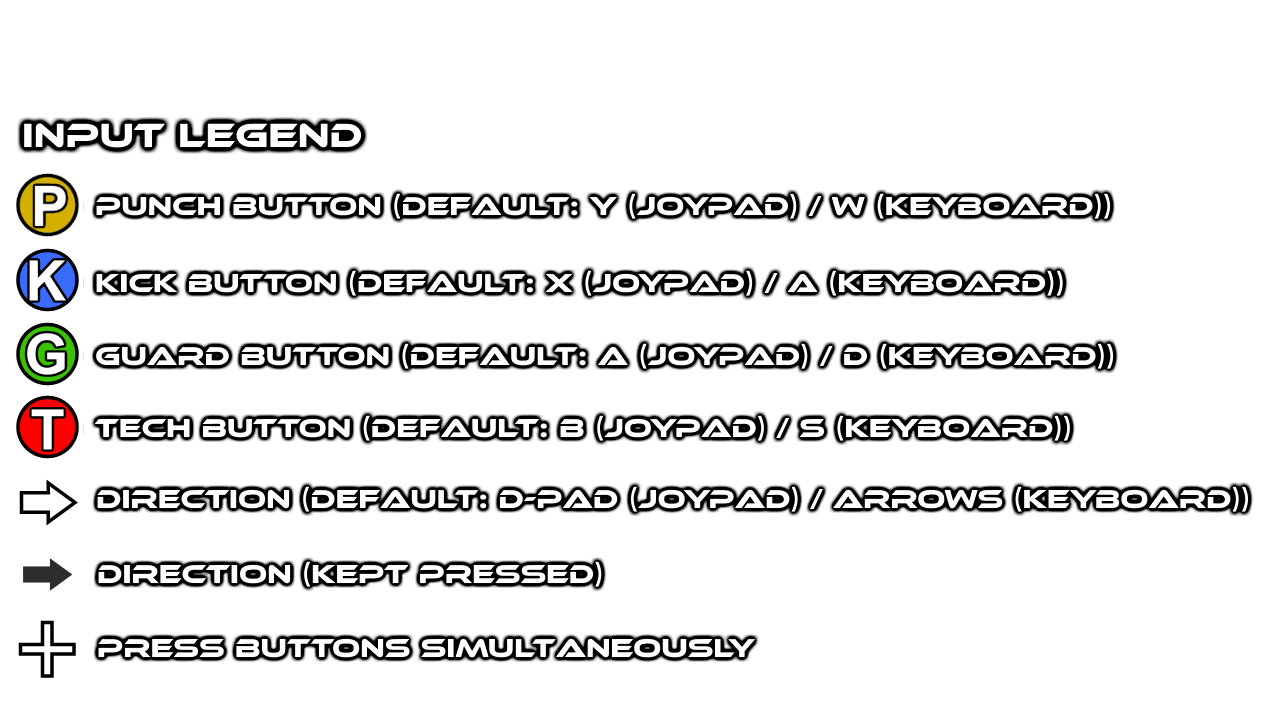 INPUT LEGEND
P PUNCH BUTTON (DEFAULT: Y (JOYPAD) / W (KEYBOARD))
K KICK BUTTON (DEFAULT: X (JOYPAD) / A (KEYBOARD))
G GUARD BUTTON (DEFAULT: A (JOYPAD) / D (KEYBOARD))
T TECH BUTTON (DEFAULT: B (JOYPAD) / S (KEYBOARD))
DIRECTION (DEFAULT: D-PAD (JOYPAD) / ARROWS (KEYBOARD))
DIRECTION (KEPT PRESSED)
PRESS BUTTONS SIMULTANEOUSLY